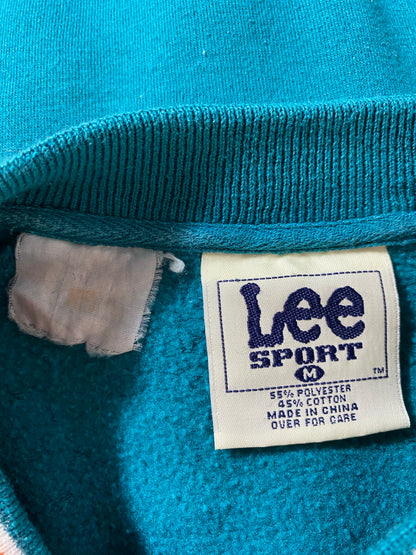 Lee
SPORT
M
TM
55% POLYESTER
45% COTTON
MADE IN CHINA
OVER FOR CARE